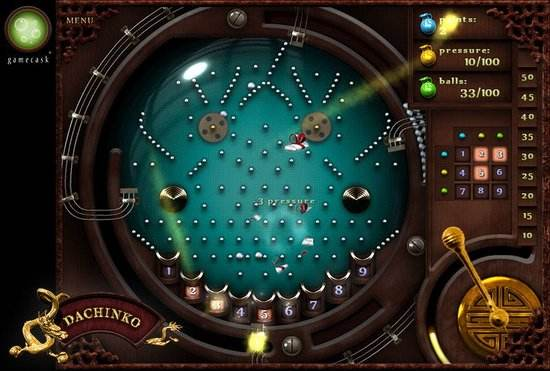 gamecask
MENU
points:
pressure:
10/100
balls:
33/100
50
45
40
35
30
25
20
15
10
1 2 3
4 5 6
7 8 9
3 pressure
1 2 3 4 5 6 7 8 9
DACHINKO